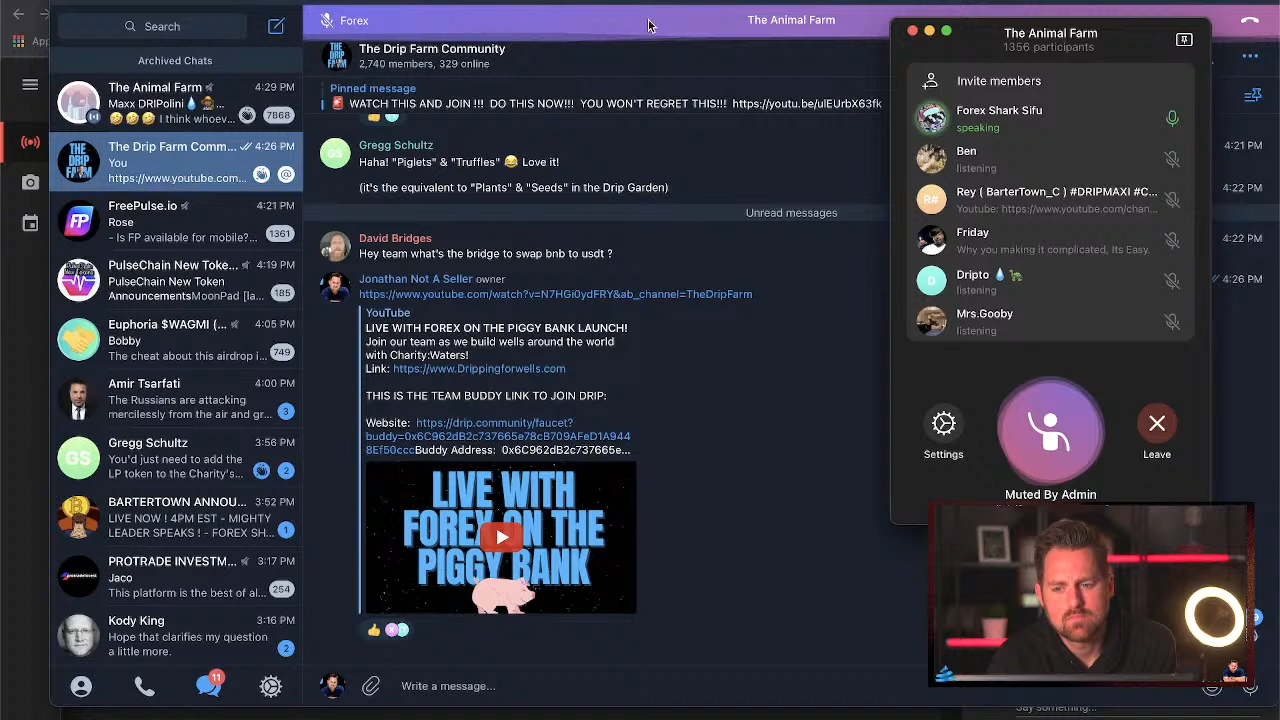 App
Search
Archived Chats
The Animal Farm
4:29 PM
Maxx DRIPolini
I think whoev...
7868
THE DRIP FARM
The Drip Farm Comm...
4:26 PM
You
https://www.youtube.com...
@
FP
FreePulse.io
4:21 PM
Rose
- Is FP available for mobile?...
1361
PulseChain New Toke...
4:19 PM
PulseChain New Token
Announcements MoonPad [la...
185
Euphoria $WAGMI (...
4:05 PM
Bobby
The cheat about this airdrop i...
749
Amir Tsarfati
4:00 PM
The Russians are attacking
mercilessly from the air and gr...
3
GS
Gregg Schultz
3:56 PM
You'd just need to add the
LP token to the Charity's...
2
BARTERTOWN ANNOU...
3:52 PM
LIVE NOW ! 4PM EST - MIGHTY
LEADER SPEAKS ! - FOREX SH...
1
PROTRADE INVESTM...
3:17 PM
Jaco
This platform is the best of al...
254
Kody King
3:16 PM
Hope that clarifies my question
a little more.
2
11
Forex
The Animal Farm
THE DRIP FARM
The Drip Farm Community
2,740 members, 329 online
Pinned message
WATCH THIS AND JOIN !!! DO THIS NOW!!! YOU WON'T REGRET THIS!!! https://youtu.be/ulEUrbX63fk
GS
Gregg Schultz
4:21 PM
Haha! "Piglets" & "Truffles" 😂 Love it!
(it's the equivalent to "Plants" & "Seeds" in the Drip Garden)
4:22 PM
Unread messages
David Bridges
4:22 PM
Hey team what's the bridge to swap bnb to usdt ?
Jonathan Not A Seller owner
4:26 PM
https://www.youtube.com/watch?v=N7HGi0ydFRY&ab_channel=TheDripFarm
YouTube
LIVE WITH FOREX ON THE PIGGY BANK LAUNCH!
Join our team as we build wells around the world
with Charity:Waters!
Link: https://www.Drippingforwells.com
THIS IS THE TEAM BUDDY LINK TO JOIN DRIP:
Website: https://drip.community/faucet?
buddy=0x6C962dB2c737665e78cB709AFeD1A944
8Ef50cccBuddy Address: 0x6C962dB2c737665e...
LIVE WITH
FOREX ON THE
PIGGY BANK
Write a message...
The Animal Farm
1356 participants
Invite members
Forex Shark Sifu
speaking
Ben
listening
R#
Rey ( BarterTown_C ) #DRIPMAXI #C...
Youtube: https://www.youtube.com/chan...
Friday
Why you making it complicated, Its Easy.
D
Dripto 💧🐢
listening
Mrs.Gooby
listening
Settings
Leave
Muted By Admin
Say something...